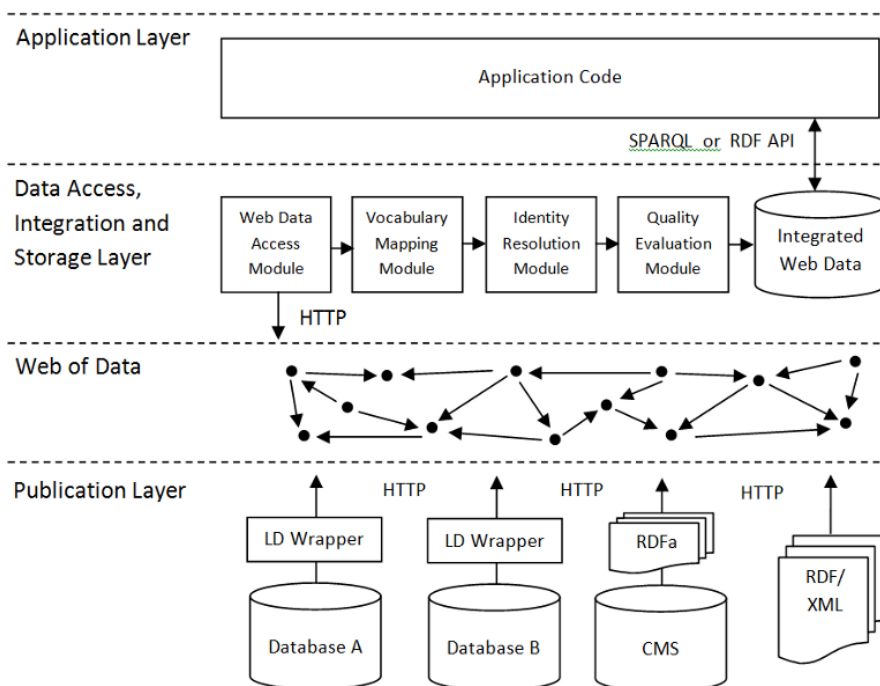 Application Layer
Application Code
SPARQL or RDF API
Data Access,
Integration and
Storage Layer
Web Data
Access
Module
Vocabulary
Mapping
Module
Identity
Resolution
Module
Quality
Evaluation
Module
Integrated
Web Data
HTTP
Web of Data
Publication Layer
HTTP
HTTP
HTTP
LD Wrapper
LD Wrapper
RDFa
RDF/
XML
Database A
Database B
CMS